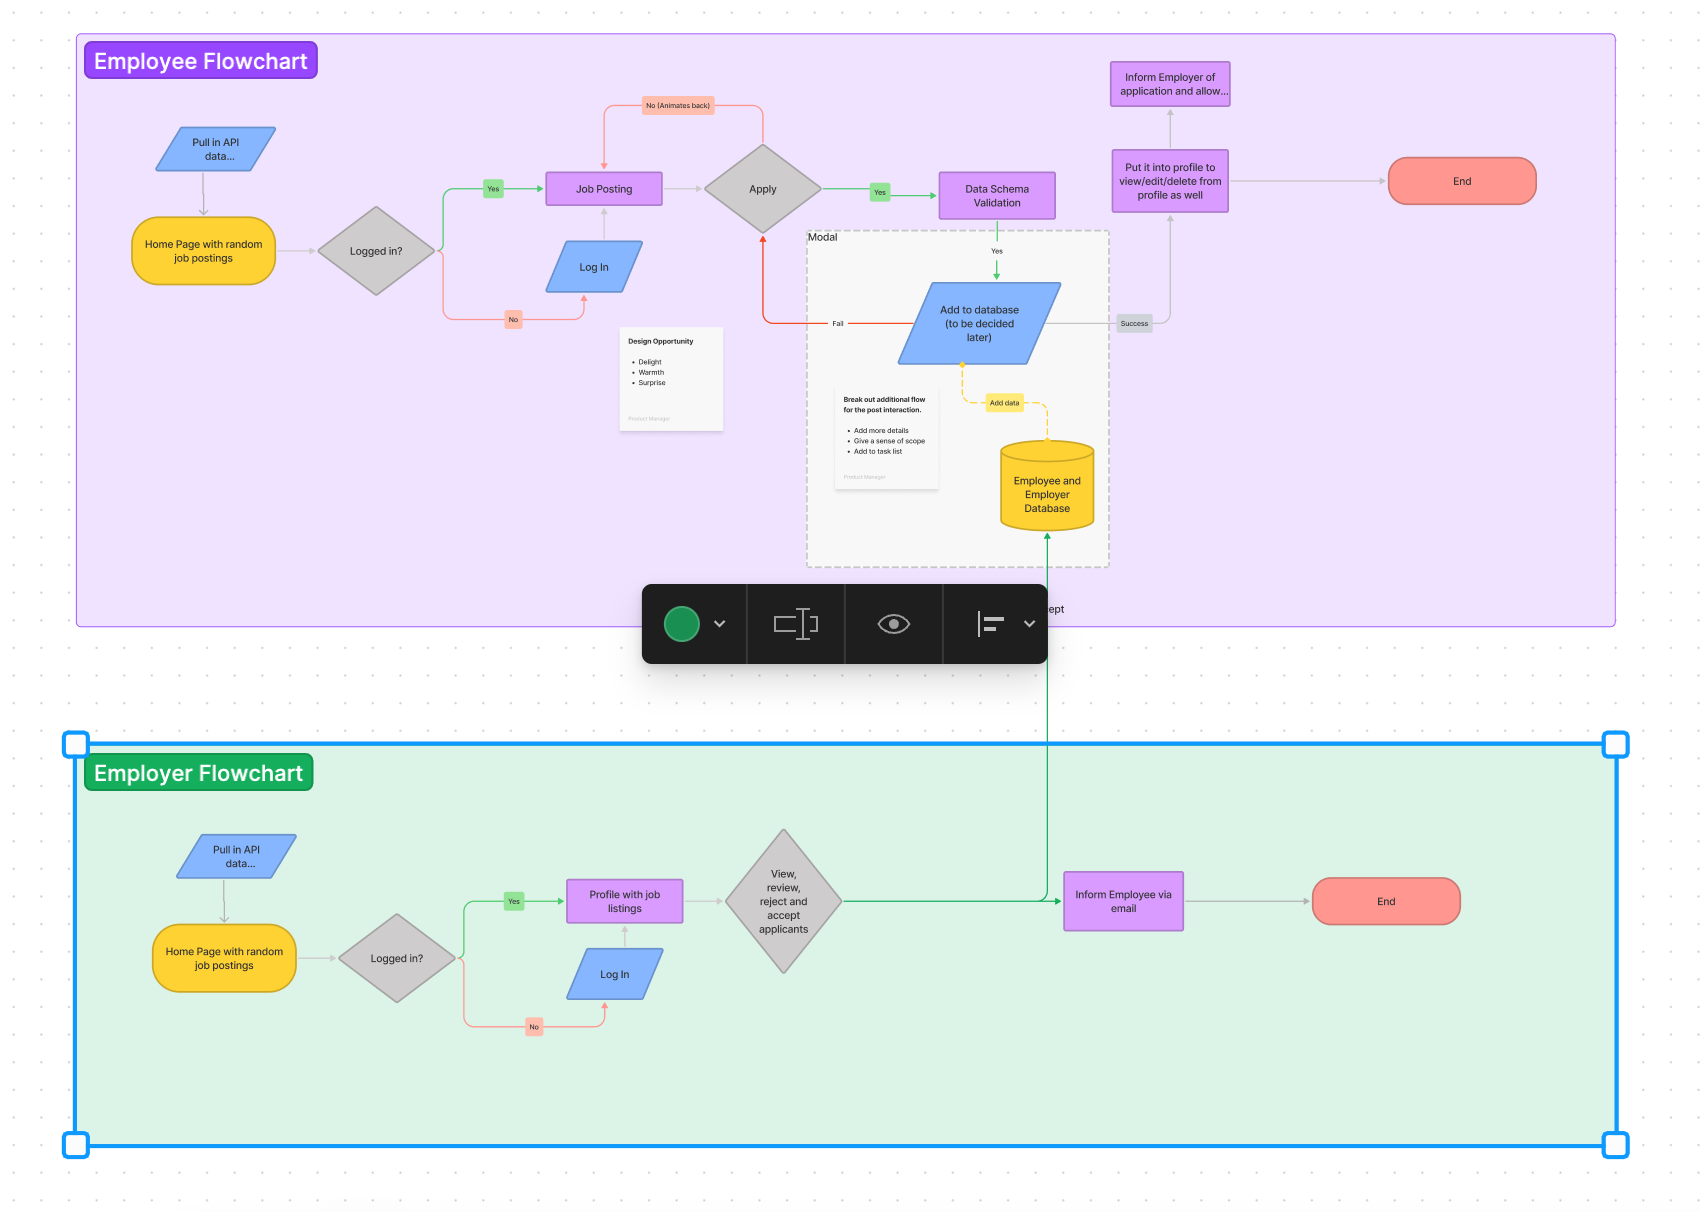 Employee Flowchart
Inform Employer of
application and allow...
No (Animates back)
Pull in API
data...
Put it into profile to
view/edit/delete from
profile as well
End
Yes
Job Posting
Apply
Yes
Data Schema
Validation
Home Page with random
job postings
Logged in?
Log In
Modal
Yes
No
Add to database
(to be decided
later)
Fail
Success
Design Opportunity
• Delight
• Warmth
• Surprise
Product Manager
Break out additional flow
for the post interaction.
• Add more details
• Give a sense of scope
• Add to task list
Product Manager
Add data
Employee and
Employer
Database
Employer Flowchart
Pull in API
data...
View,
review,
reject and
accept
applicants
Yes
Profile with job
listings
Inform Employee via
email
End
Home Page with random
job postings
Logged in?
Log In
No